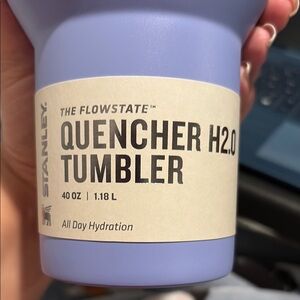 STANLEY.
THE FLOWSTATE™
QUENCHER H2.0
TUMBLER
40 OZ | 1.18 L
All Day Hydration